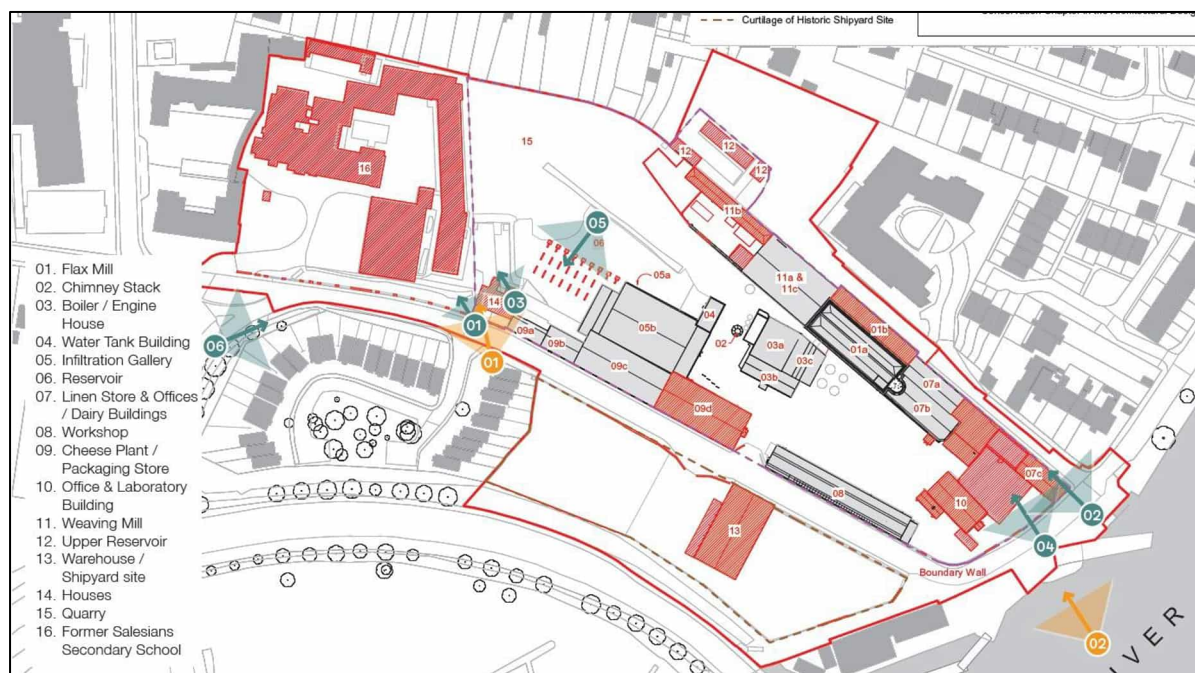 Curtilage of Historic Shipyard Site
01. Flax Mill
02. Chimney Stack
03. Boiler / Engine
House
04. Water Tank Building
05. Infiltration Gallery
06. Reservoir
07. Linen Store & Offices
/ Dairy Buildings
08. Workshop
09. Cheese Plant /
Packaging Store
10. Office & Laboratory
Building
11. Weaving Mill
12. Upper Reservoir
13. Warehouse /
Shipyard site
14. Houses
15. Quarry
16. Former Salesians
Secondary School
16
15
12
12
12
11b
11a &
11c
05
06
05a
05b
04
02
03a
03b
03c
01b
01a
07a
07b
07c
14
03
01
01
06
09a
09b
09c
09d
08
10
13
02
04
02
Boundary Wall
IVER